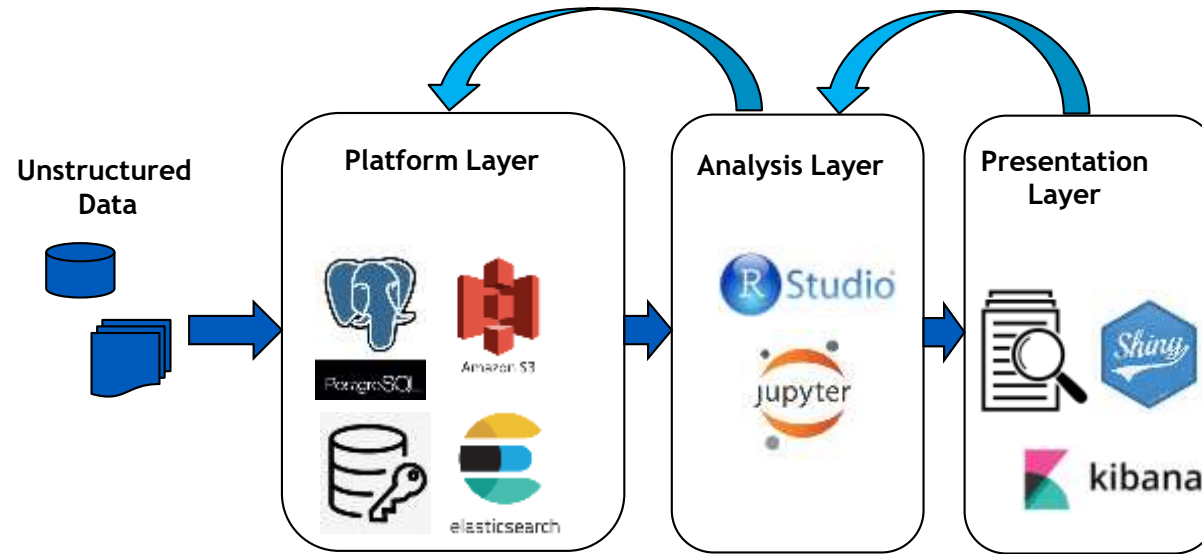 Unstructured
Data
Platform Layer
PostgreSQL
Amazon S3
elasticsearch
Analysis Layer
R Studio
jupyter
Presentation
Layer
Shiny
kibana